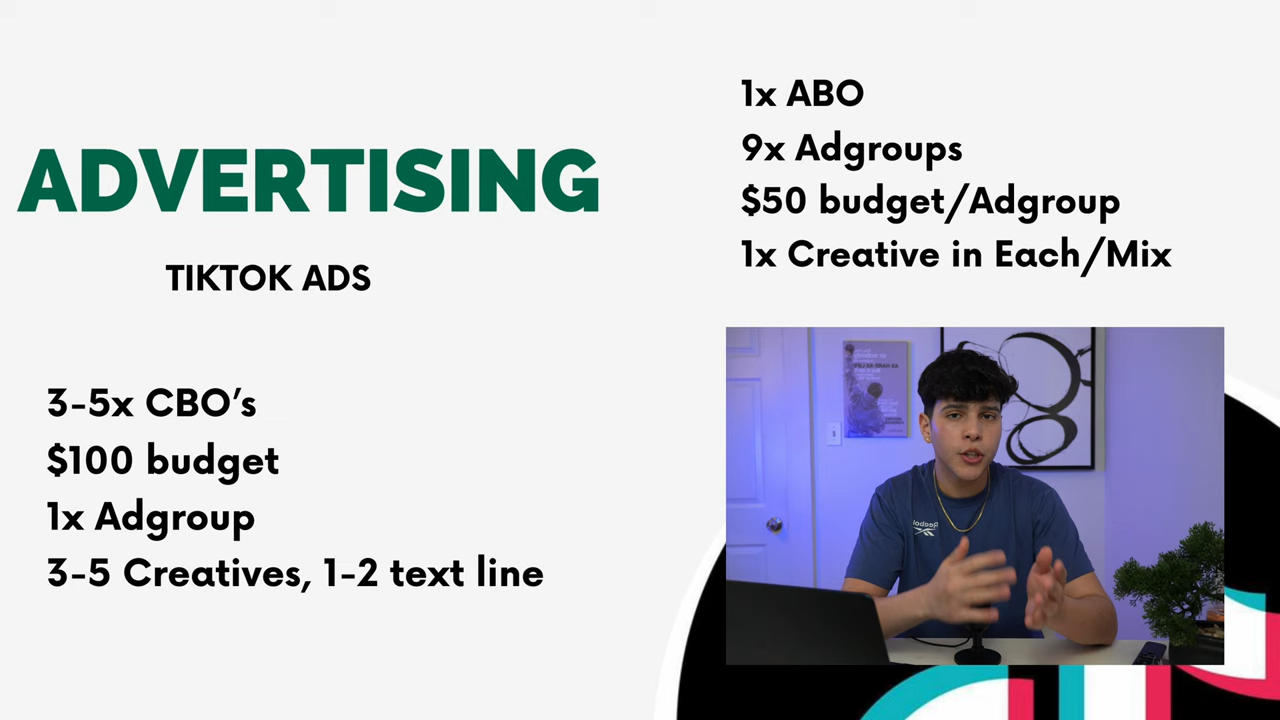 ADVERTISING
TIKTOK ADS
3-5x CBO’s
$100 budget
1x Adgroup
3-5 Creatives, 1-2 text line
1x ABO
9x Adgroups
$50 budget/Adgroup
1x Creative in Each/Mix
Reebok